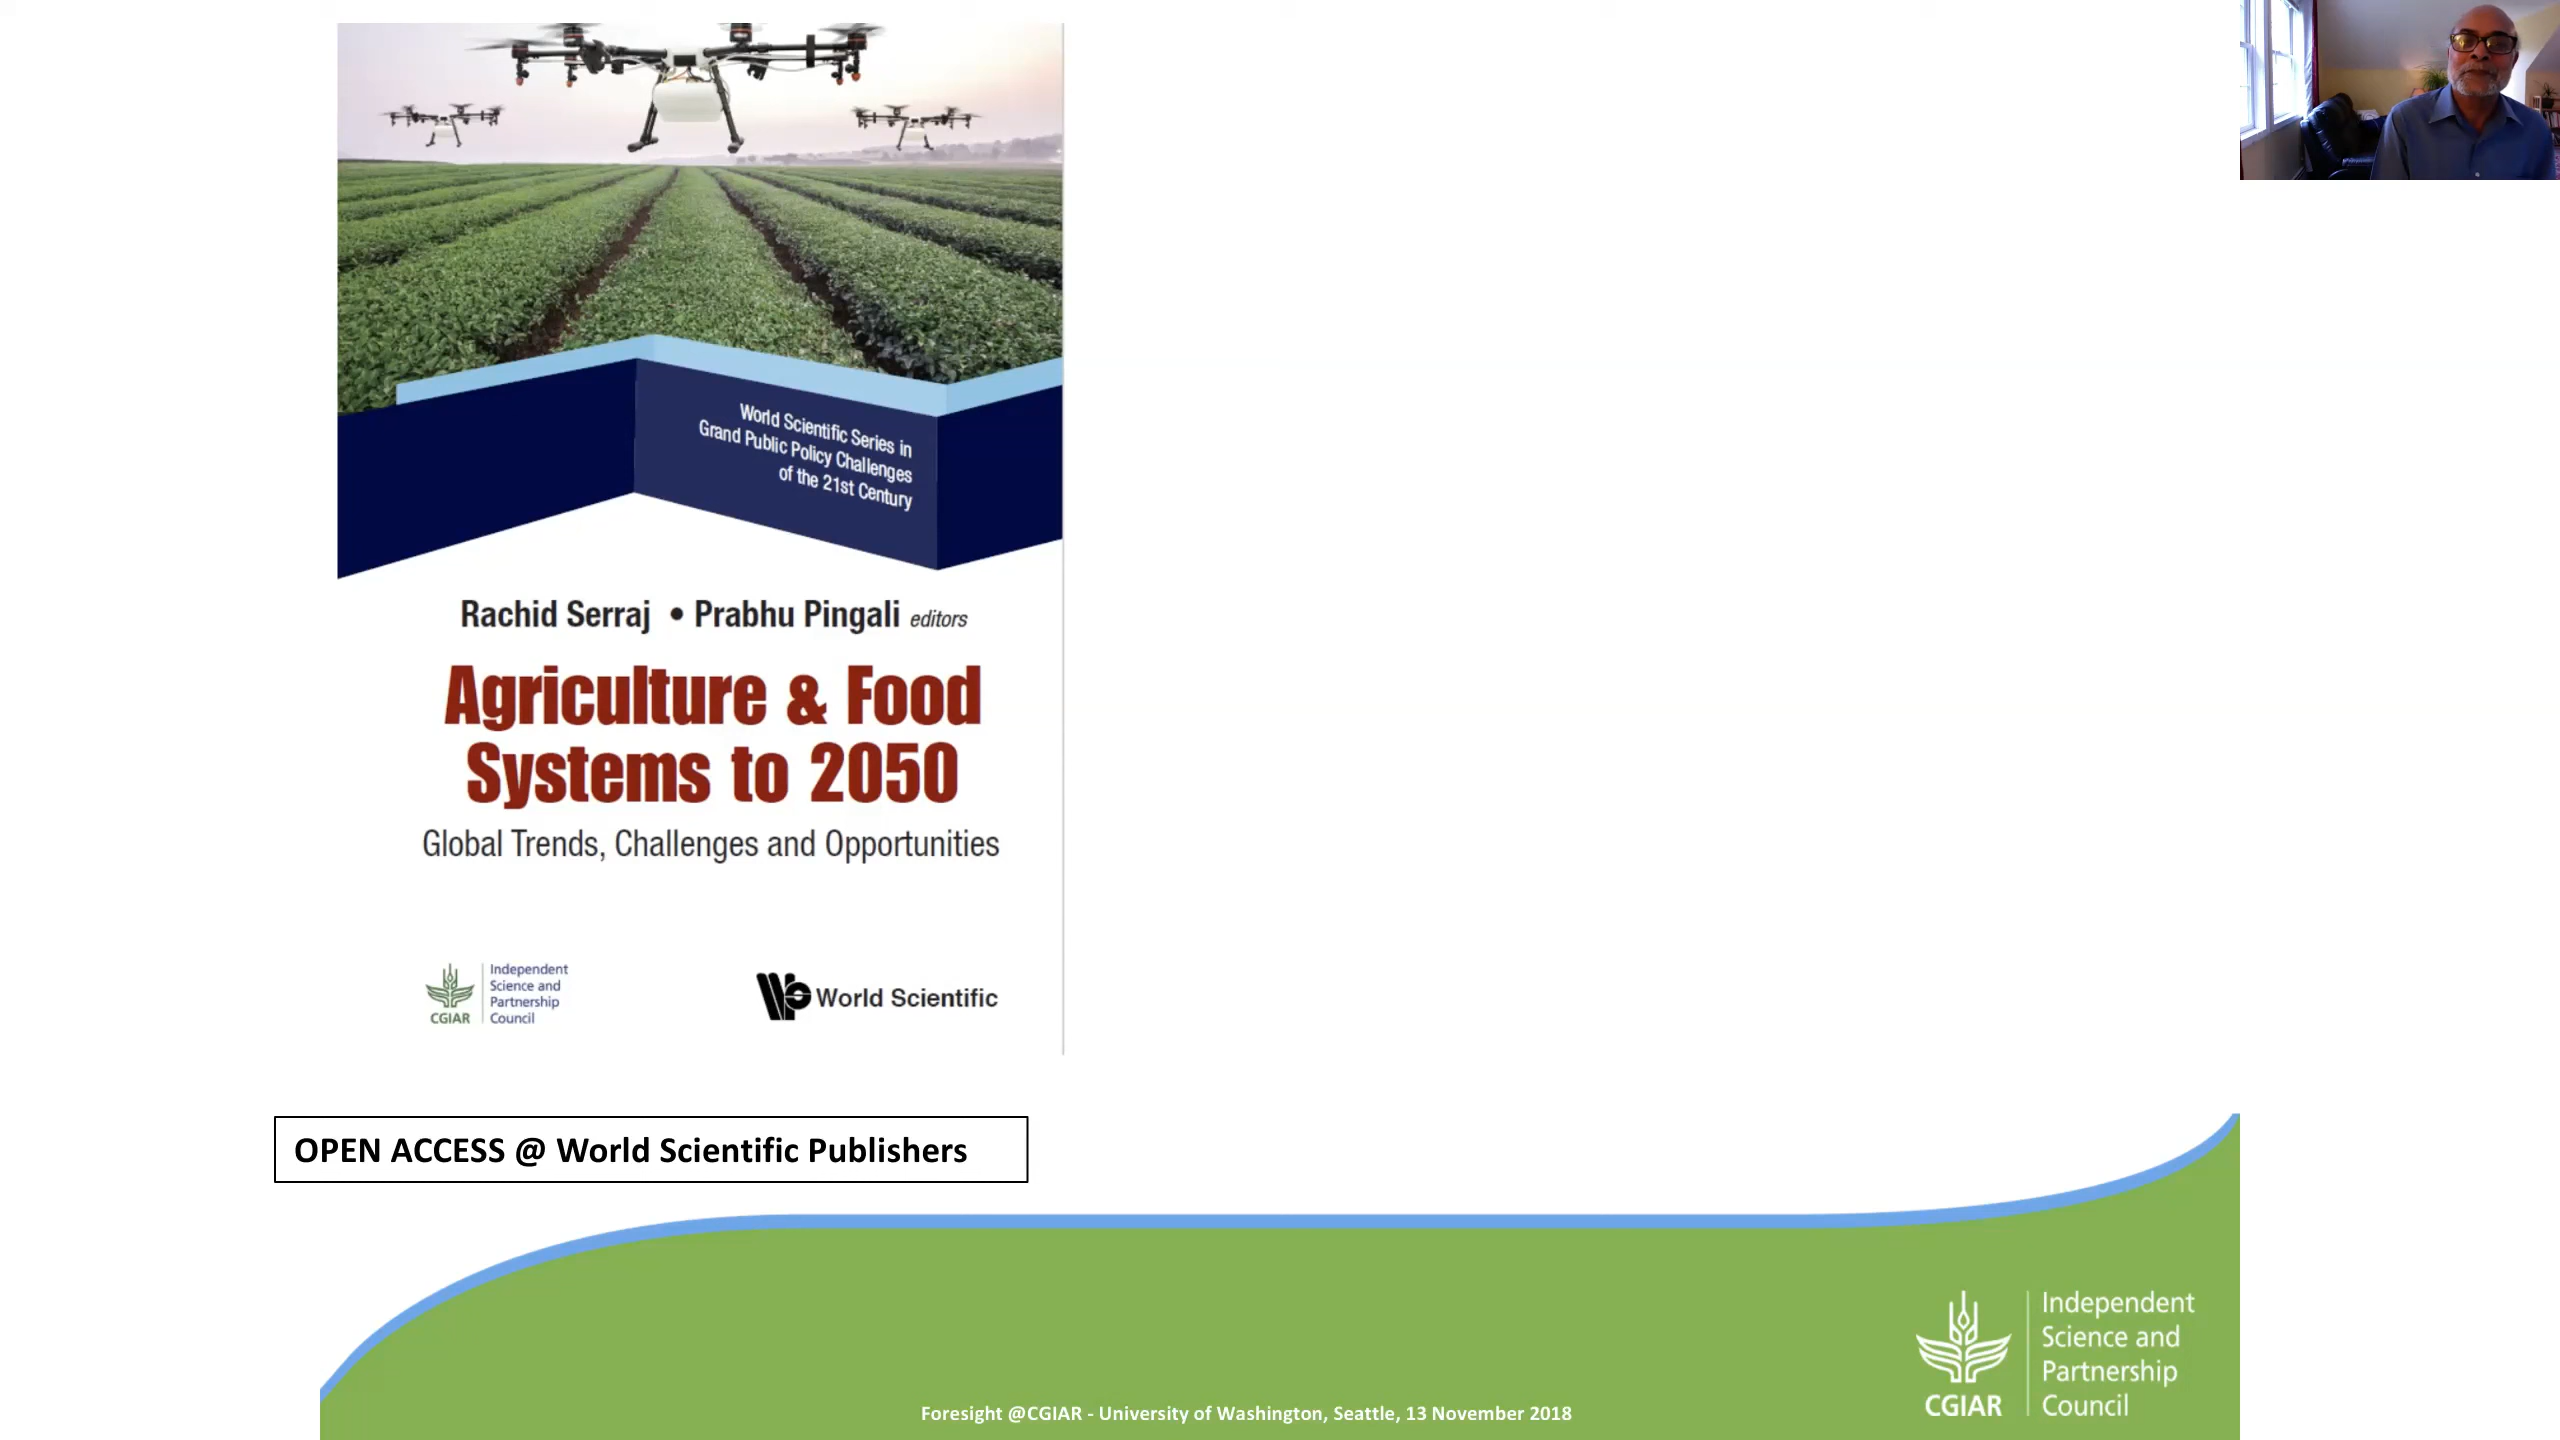 World Scientific Series in
Grand Public Policy Challenges
of the 21st Century
Rachid Serraj • Prabhu Pingali editors
Agriculture & Food
Systems to 2050
Global Trends, Challenges and Opportunities
CGIAR
Independent
Science and
Partnership
Council
World Scientific
OPEN ACCESS @ World Scientific Publishers
Foresight @CGIAR - University of Washington, Seattle, 13 November 2018
CGIAR
Independent
Science and
Partnership
Council